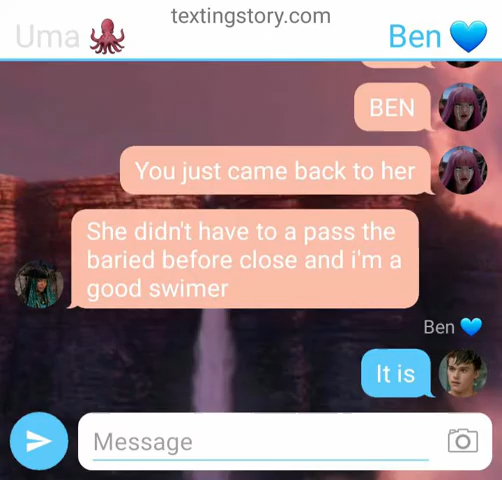 textingstory.com
Uma 🐙
Ben 💙
BEN
You just came back to her
She didn't have to a pass the
baried before close and i'm a
good swimer
Ben 💙
It is
Message